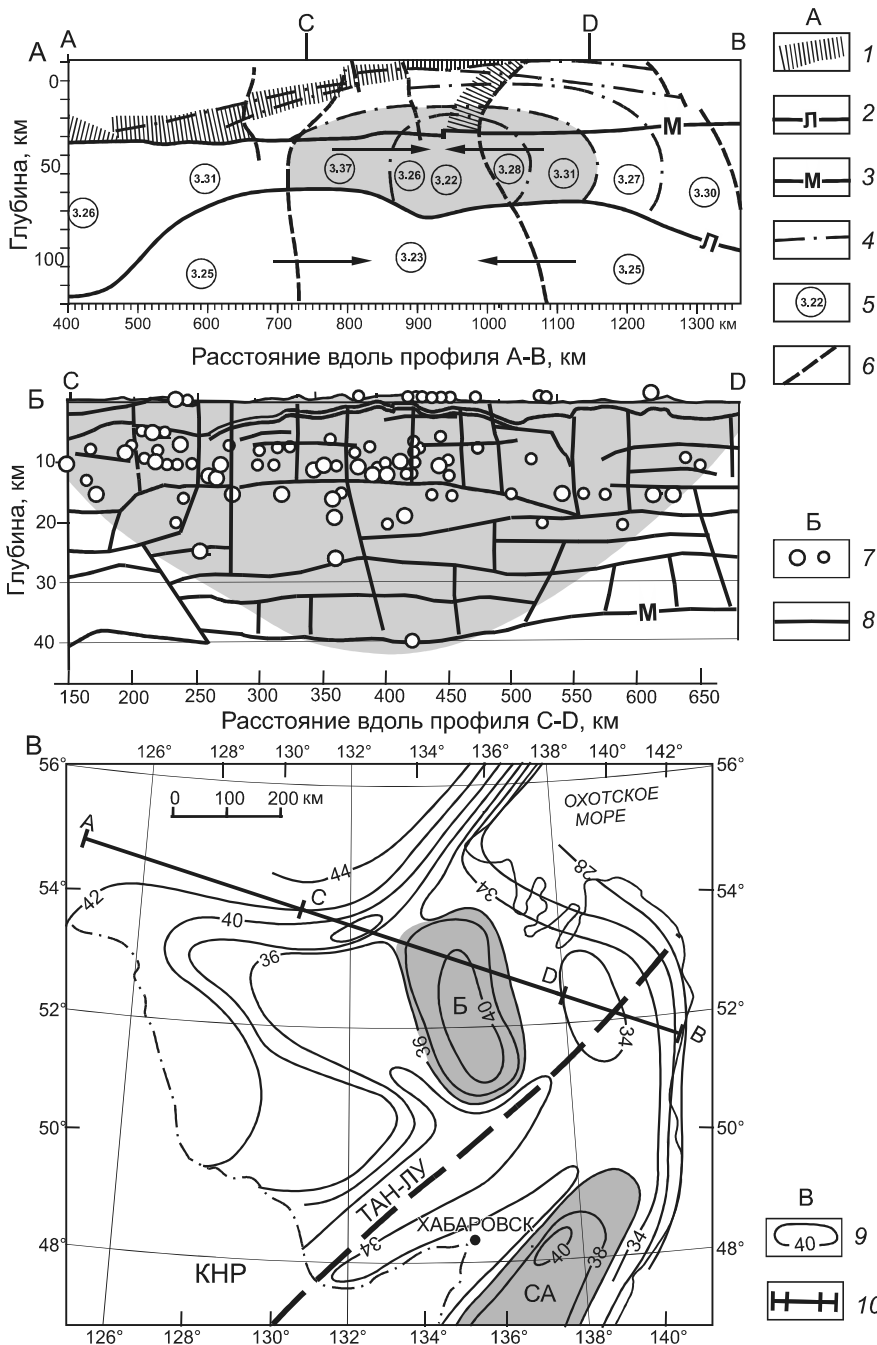 А
А
С
D
В
0
50
100
Глубина, км
М
Л
3.26
3.31
3.37
3.26
3.22
3.28
3.31
3.27
3.30
3.25
3.23
3.25
400 500 600 700 800 900 1000 1100 1200 1300 км
Расстояние вдоль профиля А-В, км
А
1
Л 2
М 3
4
3.22 5
6
Б
С
D
10
20
30
40
Глубина, км
М
150 200 250 300 350 400 450 500 550 600 650
Расстояние вдоль профиля C-D, км
Б
7
8
В
126° 128° 130° 132° 134° 136° 138° 140° 142°
56°
56°
0 100 200 км
ОХОТСКОЕ
МОРЕ
А
С
D
В
44
42
40
36
34
28
54°
54°
Б
40
36
34
52°
52°
50°
50°
ТАН-ЛУ
ХАБАРОВСК
34
40
38
34
48°
48°
КНР
СА
126° 128° 130° 132° 134° 136° 138° 140°
В
40 9
10